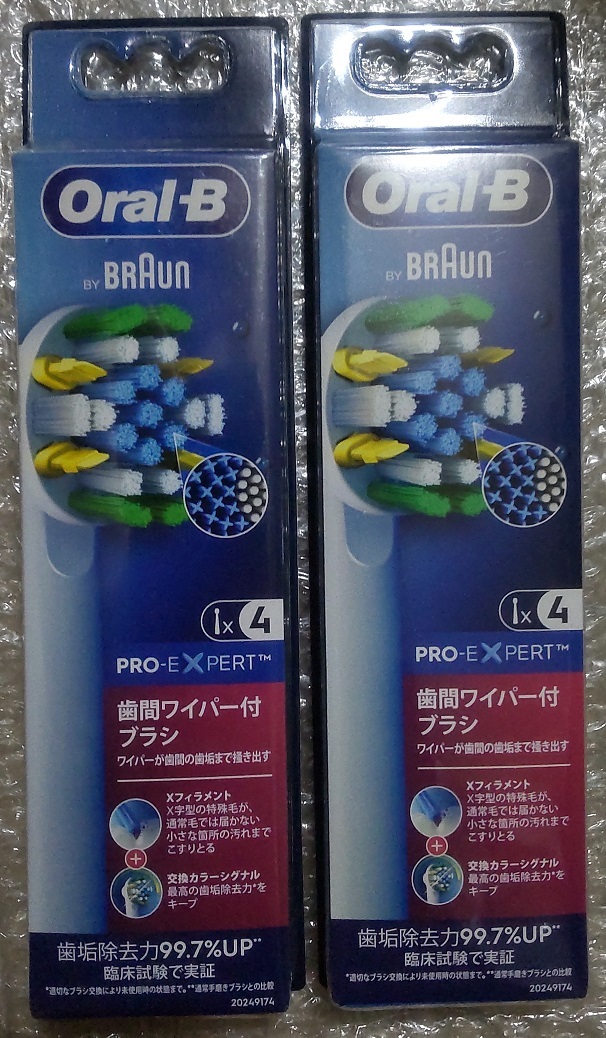 Oral-B
BY BRAUN
x 4
PRO-EXPERT™
歯間ワイパー付
ブラシ
ワイパーが歯間の歯垢まで掻き出す
Xフィラメント
X字型の特殊毛が、
通常毛では届かない
小さな箇所の汚れまで
こすりとる
+
交換カラーシグナル
最高の歯垢除去力*を
キープ
歯垢除去力99.7%UP**
臨床試験で実証
*適切なブラシ交換により未使用時の状態まで。**通常手磨きブラシとの比較
20249174
Oral-B
BY BRAUN
x 4
PRO-EXPERT™
歯間ワイパー付
ブラシ
ワイパーが歯間の歯垢まで掻き出す
Xフィラメント
X字型の特殊毛が、
通常毛では届かない
小さな箇所の汚れまで
こすりとる
+
交換カラーシグナル
最高の歯垢除去力*を
キープ
歯垢除去力99.7%UP**
臨床試験で実証
*適切なブラシ交換により未使用時の状態まで。**通常手磨きブラシとの比較
20249174